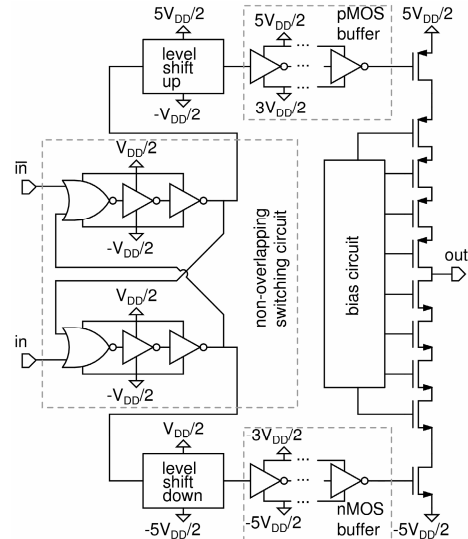 5V_DD/2
level
shift
up
-V_DD/2
5V_DD/2
...
...
3V_DD/2
pMOS
buffer
5V_DD/2
in
V_DD/2
-V_DD/2
V_DD/2
-V_DD/2
in
non-overlapping
switching circuit
bias circuit
out
V_DD/2
level
shift
down
-5V_DD/2
-3V_DD/2
...
...
-5V_DD/2
nMOS
buffer
-5V_DD/2